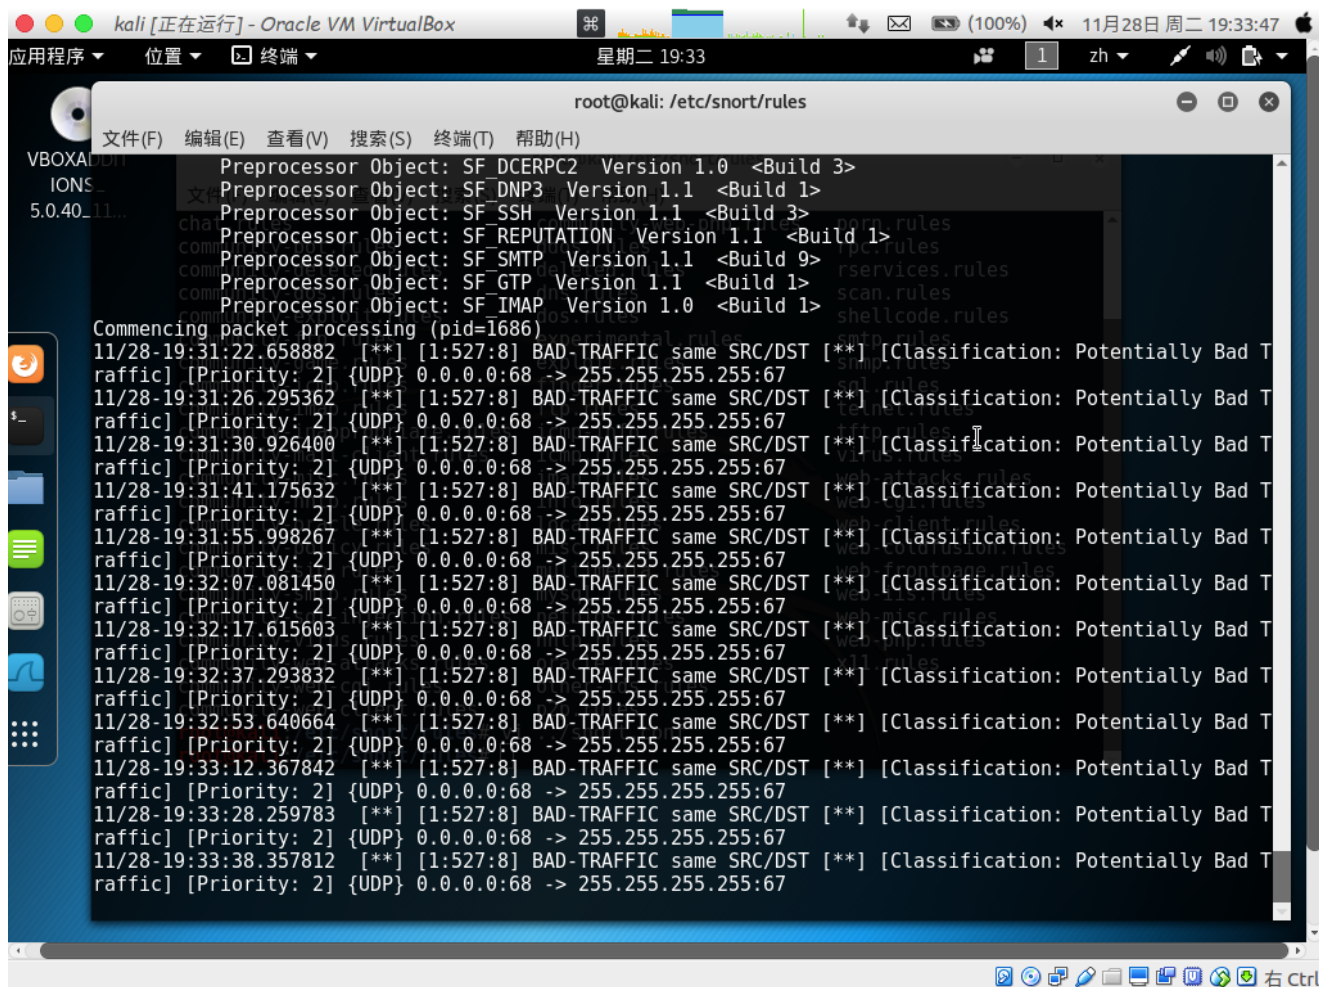 kali [正在运行] - Oracle VM VirtualBox
(100%)
11月28日 周二 19:33:47
应用程序
位置
终端
星期二 19:33
1
zh
root@kali: /etc/snort/rules
文件(F) 编辑(E) 查看(V) 搜索(S) 终端(T) 帮助(H)
VBOXADDIT
IONS_
5.0.40_11...
Preprocessor Object: SF_DCERPC2 Version 1.0 <Build 3>
Preprocessor Object: SF_DNP3 Version 1.1 <Build 1>
Preprocessor Object: SF_SSH Version 1.1 <Build 3>
Preprocessor Object: SF_REPUTATION Version 1.1 <Build 1>
Preprocessor Object: SF_SMTP Version 1.1 <Build 9>
Preprocessor Object: SF_GTP Version 1.1 <Build 1>
Preprocessor Object: SF_IMAP Version 1.0 <Build 1>
Commencing packet processing (pid=1686)
11/28-19:31:22.658882 [**] [1:527:8] BAD-TRAFFIC same SRC/DST [**] [Classification: Potentially Bad T
raffic] [Priority: 2] {UDP} 0.0.0.0:68 -> 255.255.255.255:67
11/28-19:31:26.295362 [**] [1:527:8] BAD-TRAFFIC same SRC/DST [**] [Classification: Potentially Bad T
raffic] [Priority: 2] {UDP} 0.0.0.0:68 -> 255.255.255.255:67
11/28-19:31:30.926400 [**] [1:527:8] BAD-TRAFFIC same SRC/DST [**] [Classification: Potentially Bad T
raffic] [Priority: 2] {UDP} 0.0.0.0:68 -> 255.255.255.255:67
11/28-19:31:41.175632 [**] [1:527:8] BAD-TRAFFIC same SRC/DST [**] [Classification: Potentially Bad T
raffic] [Priority: 2] {UDP} 0.0.0.0:68 -> 255.255.255.255:67
11/28-19:31:55.998267 [**] [1:527:8] BAD-TRAFFIC same SRC/DST [**] [Classification: Potentially Bad T
raffic] [Priority: 2] {UDP} 0.0.0.0:68 -> 255.255.255.255:67
11/28-19:32:07.081450 [**] [1:527:8] BAD-TRAFFIC same SRC/DST [**] [Classification: Potentially Bad T
raffic] [Priority: 2] {UDP} 0.0.0.0:68 -> 255.255.255.255:67
11/28-19:32:17.615603 [**] [1:527:8] BAD-TRAFFIC same SRC/DST [**] [Classification: Potentially Bad T
raffic] [Priority: 2] {UDP} 0.0.0.0:68 -> 255.255.255.255:67
11/28-19:32:37.293832 [**] [1:527:8] BAD-TRAFFIC same SRC/DST [**] [Classification: Potentially Bad T
raffic] [Priority: 2] {UDP} 0.0.0.0:68 -> 255.255.255.255:67
11/28-19:32:53.640664 [**] [1:527:8] BAD-TRAFFIC same SRC/DST [**] [Classification: Potentially Bad T
raffic] [Priority: 2] {UDP} 0.0.0.0:68 -> 255.255.255.255:67
11/28-19:33:12.367842 [**] [1:527:8] BAD-TRAFFIC same SRC/DST [**] [Classification: Potentially Bad T
raffic] [Priority: 2] {UDP} 0.0.0.0:68 -> 255.255.255.255:67
11/28-19:33:28.259783 [**] [1:527:8] BAD-TRAFFIC same SRC/DST [**] [Classification: Potentially Bad T
raffic] [Priority: 2] {UDP} 0.0.0.0:68 -> 255.255.255.255:67
11/28-19:33:38.357812 [**] [1:527:8] BAD-TRAFFIC same SRC/DST [**] [Classification: Potentially Bad T
raffic] [Priority: 2] {UDP} 0.0.0.0:68 -> 255.255.255.255:67
右 Ctrl